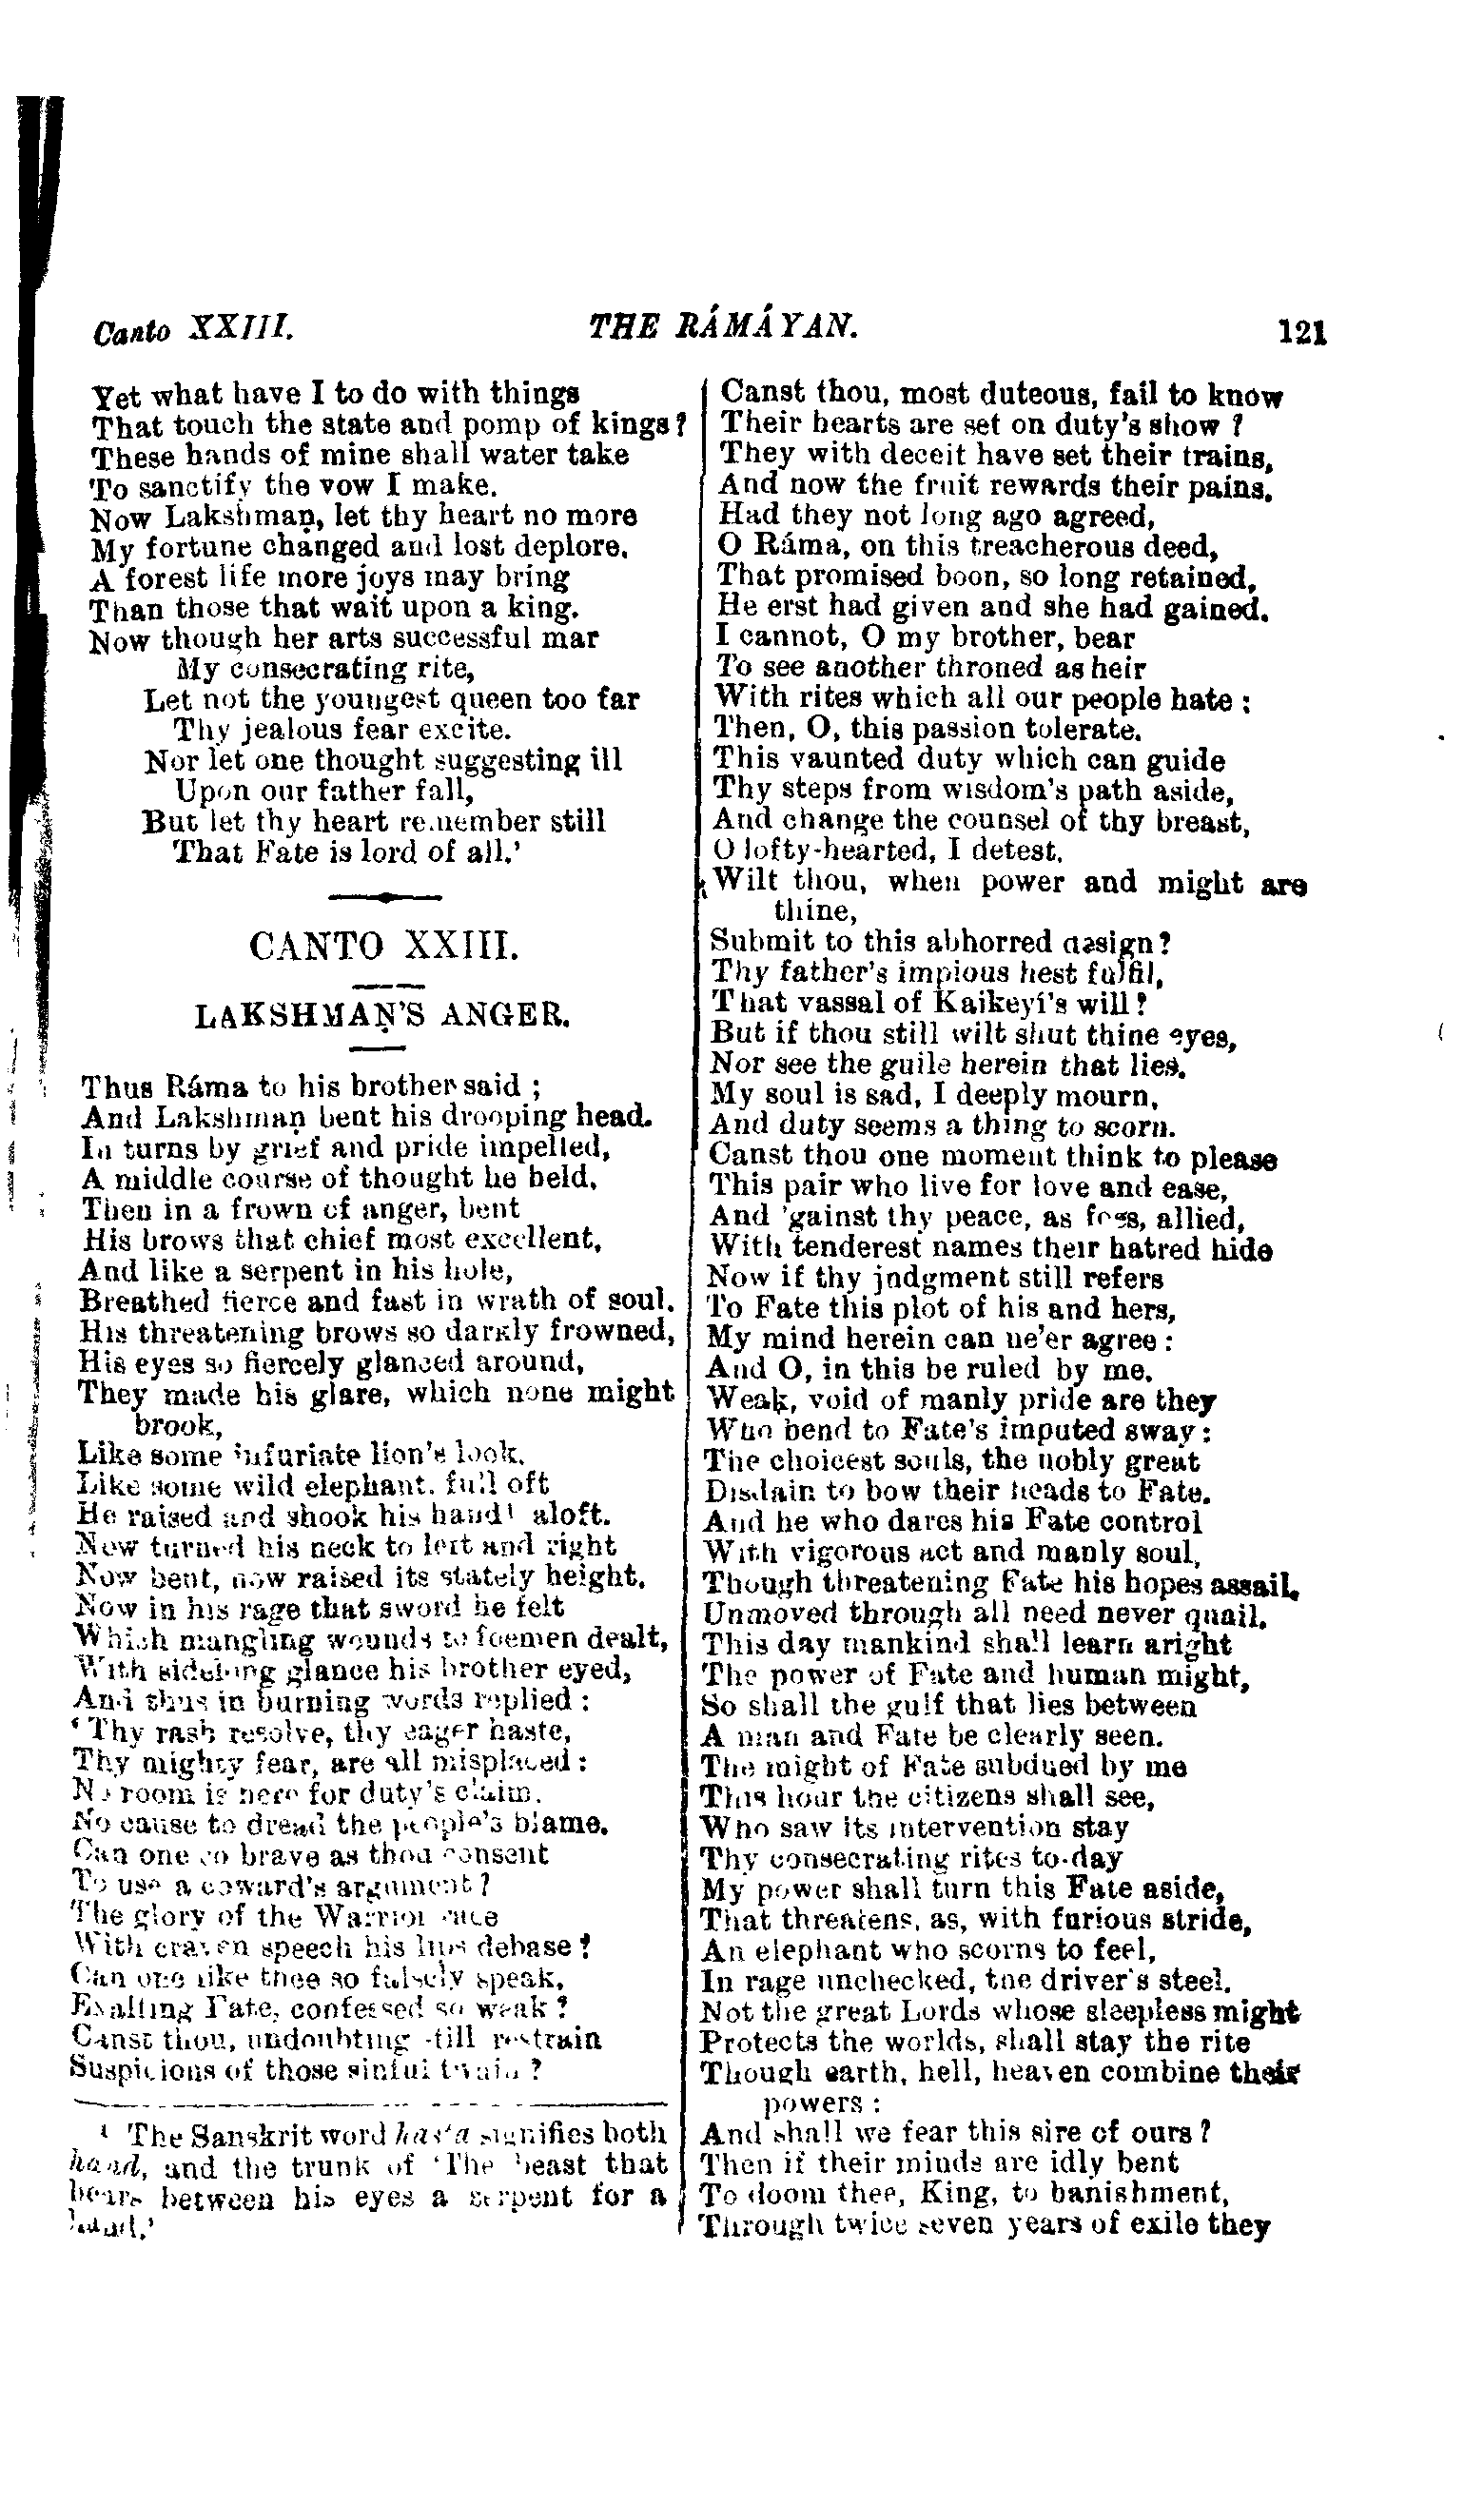 Canto XXIII.
THE RÁMÁYAN.
121
Yet what have I to do with things
That touch the state and pomp of kings?
These hands of mine shall water take
To sanctify the vow I make.
Now Lakshmaṇ, let thy heart no more
My fortune changed and lost deplore.
A forest life more joys may bring
Than those that wait upon a king.
Now though her arts successful mar
My consecrating rite,
Let not the youngest queen too far
Thy jealous fear excite.
Nor let one thought suggesting ill
Upon our father fall,
But let thy heart remember still
That Fate is lord of all.'
CANTO XXIII.
LAKSHMAṆ'S ANGER.
Thus Ráma to his brother said ;
And Lakshmaṇ bent his drooping head.
In turns by grief and pride impelled,
A middle course of thought he held.
Then in a frown of anger, bent
His brows that chief most excellent,
And like a serpent in his hole,
Breathed fierce and fast in wrath of soul.
His threatening brows so darkly frowned,
His eyes so fiercely glanced around,
They made his glare, which none might
brook,
Like some infuriate lion's look.
Like some wild elephant, full oft
He raised and shook his hand¹ aloft.
Now turned his neck to left and right
Now bent, now raised its stately height.
Now in his rage that sword he felt
Which mangling wounds to foemen dealt,
With sidelong glance his brother eyed,
And thus in burning words replied :
'Thy rash resolve, thy eager haste,
Thy mighty fear, are all misplaced :
No room is here for duty's claim.
No cause to dread the people's blame.
Can one so brave as thou consent
To use a coward's argument?
The glory of the Warrior race
With craven speech his lips debase?
Can one like thee so falsely speak,
Exalting Fate, confessed so weak?
Canst thou, undoubting still restrain
Suspicions of those sinful twain?
¹ The Sanskrit word hasta signifies both
hand, and the trunk of 'The beast that
bears between his eyes a serpent for a
hand.'
Canst thou, most duteous, fail to know
Their hearts are set on duty's show ?
They with deceit have set their trains,
And now the fruit rewards their pains.
Had they not long ago agreed,
O Ráma, on this treacherous deed,
That promised boon, so long retained,
He erst had given and she had gained.
I cannot, O my brother, bear
To see another throned as heir
With rites which all our people hate ;
Then, O, this passion tolerate.
This vaunted duty which can guide
Thy steps from wisdom's path aside,
And change the counsel of thy breast,
O lofty-hearted, I detest.
Wilt thou, when power and might are
thine,
Submit to this abhorred design?
Thy father's impious hest fulfil,
That vassal of Kaikeyí's will?
But if thou still wilt shut thine eyes,
Nor see the guile herein that lies.
My soul is sad, I deeply mourn,
And duty seems a thing to scorn.
Canst thou one moment think to please
This pair who live for love and ease,
And 'gainst thy peace, as foes, allied,
With tenderest names their hatred hide
Now if thy judgment still refers
To Fate this plot of his and hers,
My mind herein can ne'er agree :
And O, in this be ruled by me.
Weak, void of manly pride are they
Who bend to Fate's imputed sway :
The choicest souls, the nobly great
Disdain to bow their heads to Fate.
And he who dares his Fate control
With vigorous act and manly soul,
Though threatening Fate his hopes assail,
Unmoved through all need never quail.
This day mankind shall learn aright
The power of Fate and human might,
So shall the gulf that lies between
A man and Fate be clearly seen.
The might of Fate subdued by me
This hour the citizens shall see,
Who saw its intervention stay
Thy consecrating rites to-day
My power shall turn this Fate aside,
That threatens, as, with furious stride,
An elephant who scorns to feel,
In rage unchecked, the driver's steel.
Not the great Lords whose sleepless might
Protects the worlds, shall stay the rite
Though earth, hell, heaven combine their
powers :
And shall we fear this sire of ours?
Then if their minds are idly bent
To doom thee, King, to banishment,
Through twice seven years of exile they